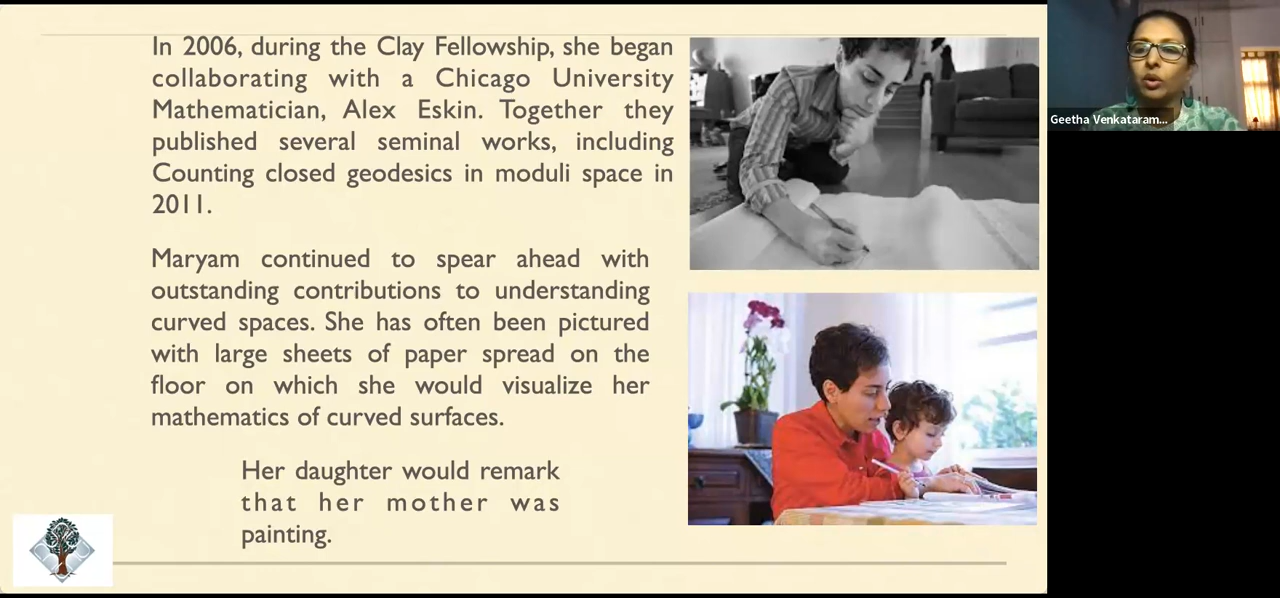 In 2006, during the Clay Fellowship, she began
collaborating with a Chicago University
Mathematician, Alex Eskin. Together they
published several seminal works, including
Counting closed geodesics in moduli space in
2011.
Maryam continued to spear ahead with
outstanding contributions to understanding
curved spaces. She has often been pictured
with large sheets of paper spread on the
floor on which she would visualize her
mathematics of curved surfaces.
Her daughter would remark
that her mother was
painting.
Geetha Venkataram...